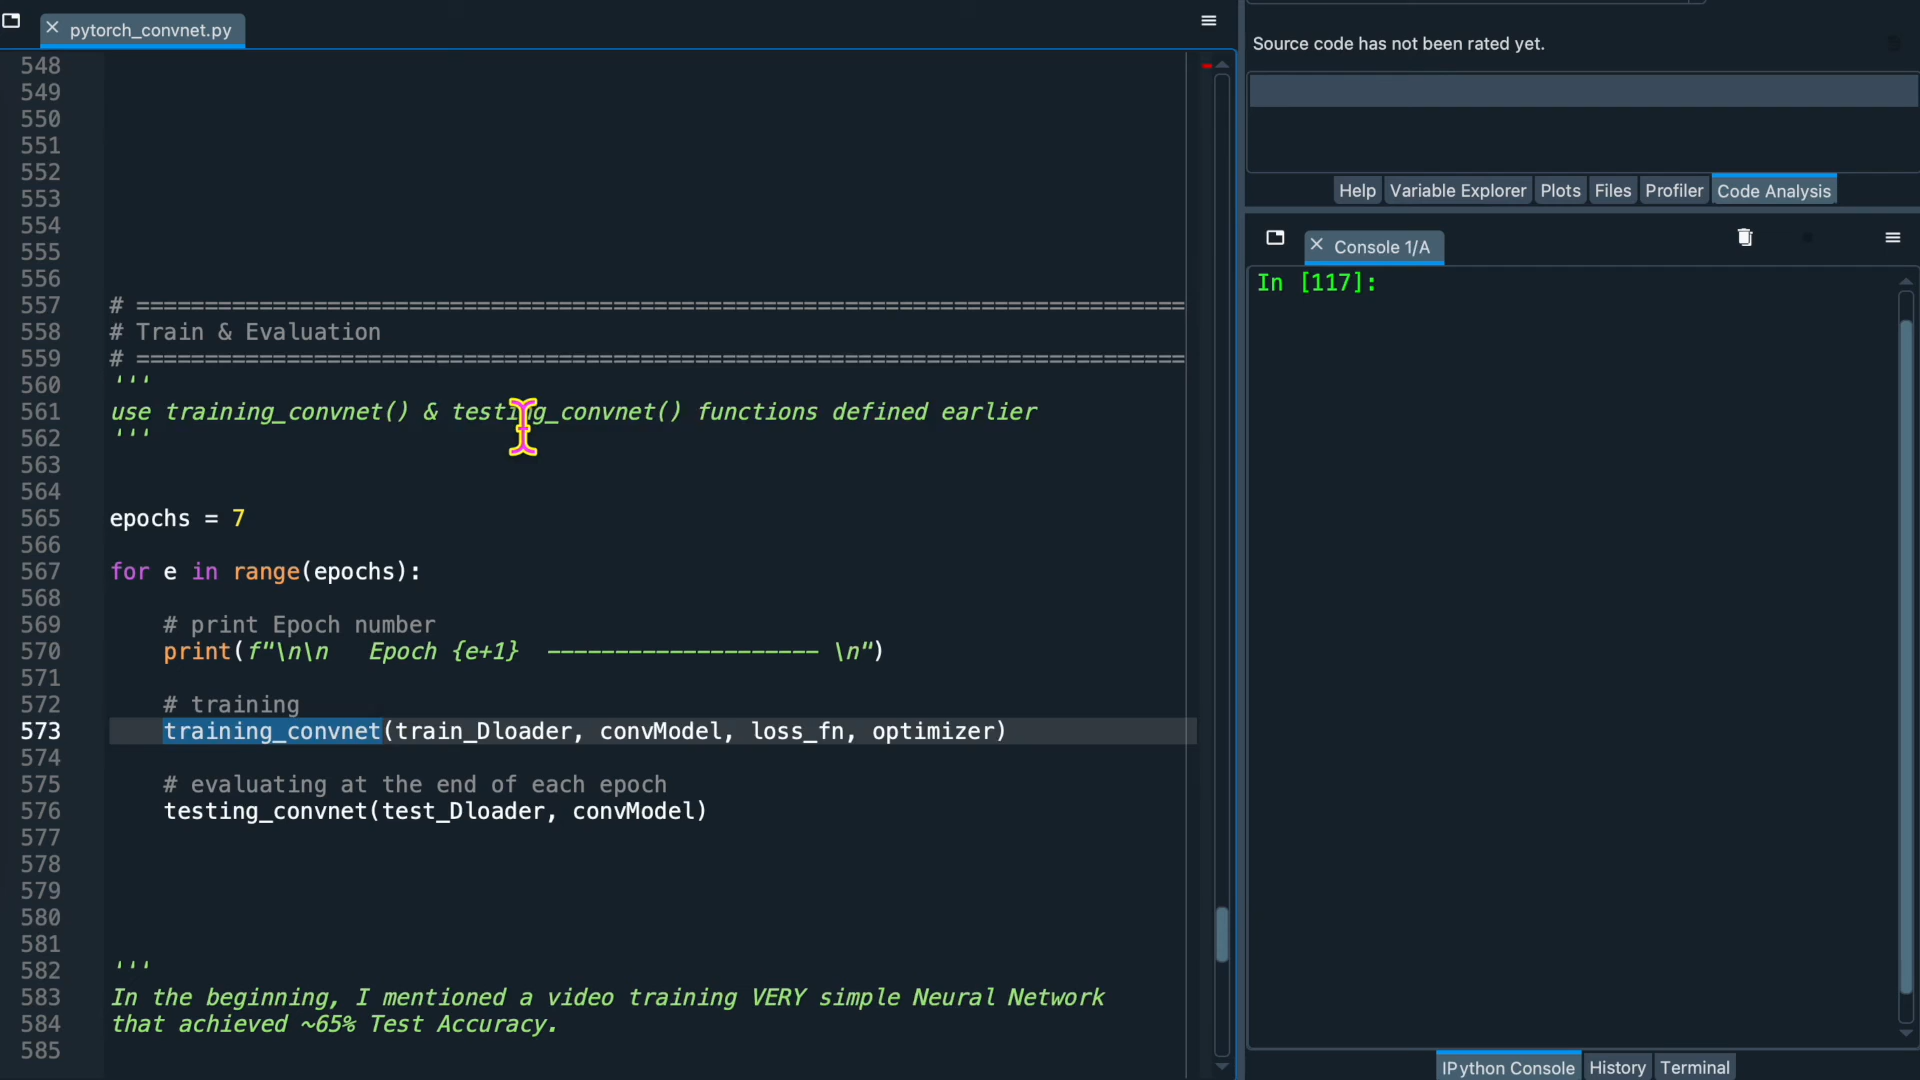 pytorch_convnet.py
548
549
550
551
552
553
554
555
556
557 # =============================================================================
558 # Train & Evaluation
559 # =============================================================================
560 '''
561 use training_convnet() & testing_convnet() functions defined earlier
562 '''
563
564
565 epochs = 7
566
567 for e in range(epochs):
568
569 # print Epoch number
570 print(f"\n\n   Epoch {e+1}  -------------------- \n")
571
572 # training
573 training_convnet(train_Dloader, convModel, loss_fn, optimizer)
574
575 # evaluating at the end of each epoch
576 testing_convnet(test_Dloader, convModel)
577
578
579
580
581
582 '''
583 In the beginning, I mentioned a video training VERY simple Neural Network
584 that achieved ~65% Test Accuracy.
585
Source code has not been rated yet.
Help Variable Explorer Plots Files Profiler Code Analysis
Console 1/A
In [117]:
IPython Console History Terminal